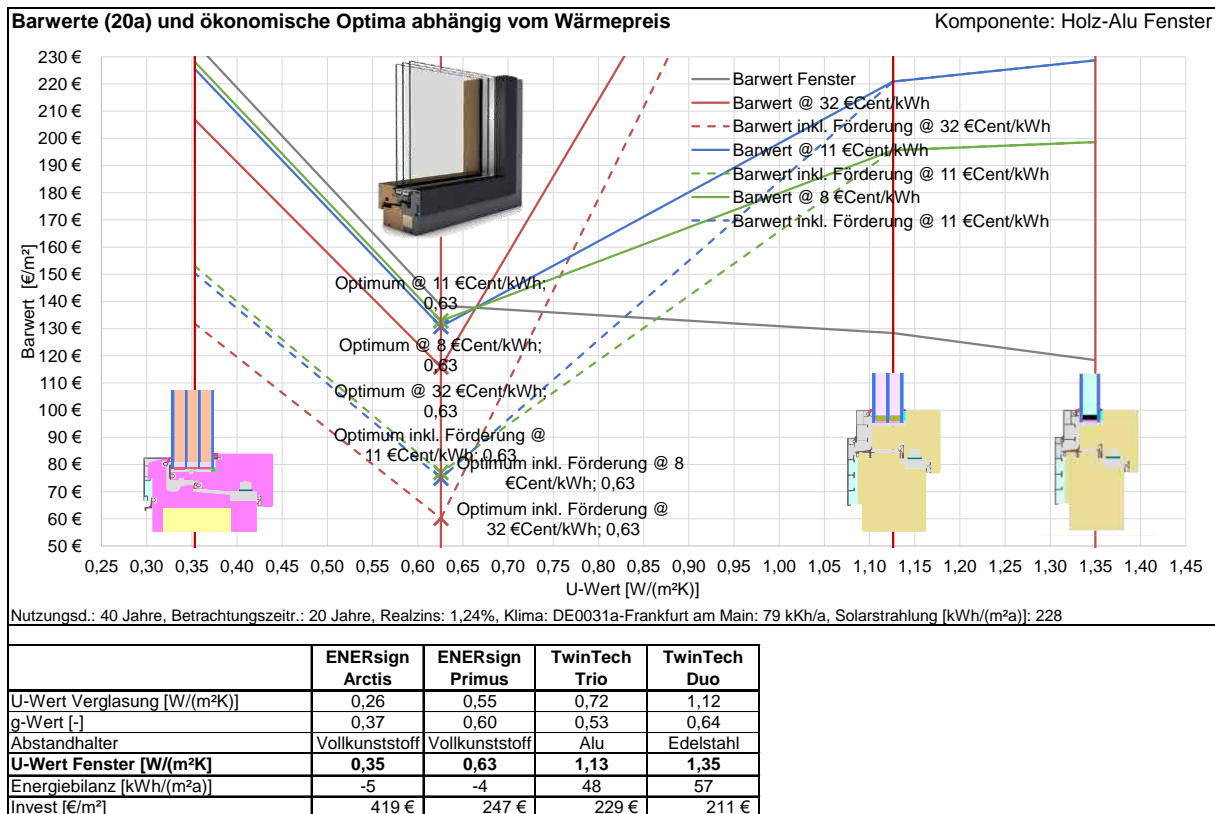 Barwerte (20a) und ökonomische Optima abhängig vom Wärmepreis
Komponente: Holz-Alu Fenster
230 €
220 €
210 €
200 €
190 €
180 €
170 €
160 €
150 €
140 €
130 €
120 €
110 €
100 €
90 €
80 €
70 €
60 €
50 €
Barwert [€/m²]
Barwert Fenster
Barwert @ 32 €Cent/kWh
Barwert inkl. Förderung @ 32 €Cent/kWh
Barwert @ 11 €Cent/kWh
Barwert inkl. Förderung @ 11 €Cent/kWh
Barwert @ 8 €Cent/kWh
Barwert inkl. Förderung @ 11 €Cent/kWh
Optimum @ 11 €Cent/kWh;
0,63
Optimum @ 8 €Cent/kWh;
0,63
Optimum @ 32 €Cent/kWh;
0,63
Optimum inkl. Förderung @
11 €Cent/kWh; 0,63
Optimum inkl. Förderung @ 8
€Cent/kWh; 0,63
Optimum inkl. Förderung @
32 €Cent/kWh; 0,63
0,25 0,30 0,35 0,40 0,45 0,50 0,55 0,60 0,65 0,70 0,75 0,80 0,85 0,90 0,95 1,00 1,05 1,10 1,15 1,20 1,25 1,30 1,35 1,40 1,45
U-Wert [W/(m²K)]
Nutzungsd.: 40 Jahre, Betrachtungszeitr.: 20 Jahre, Realzins: 1,24%, Klima: DE0031a-Frankfurt am Main: 79 kKh/a, Solarstrahlung [kWh/(m²a)]: 228
ENERsign Arctis ENERsign Primus TwinTech Trio TwinTech Duo
U-Wert Verglasung [W/(m²K)] 0,26 0,55 0,72 1,12
g-Wert [-] 0,37 0,60 0,53 0,64
Abstandhalter Vollkunststoff Vollkunststoff Alu Edelstahl
U-Wert Fenster [W/(m²K] 0,35 0,63 1,13 1,35
Energiebilanz [kWh/(m²a)] -5 -4 48 57
Invest [€/m²] 419 € 247 € 229 € 211 €